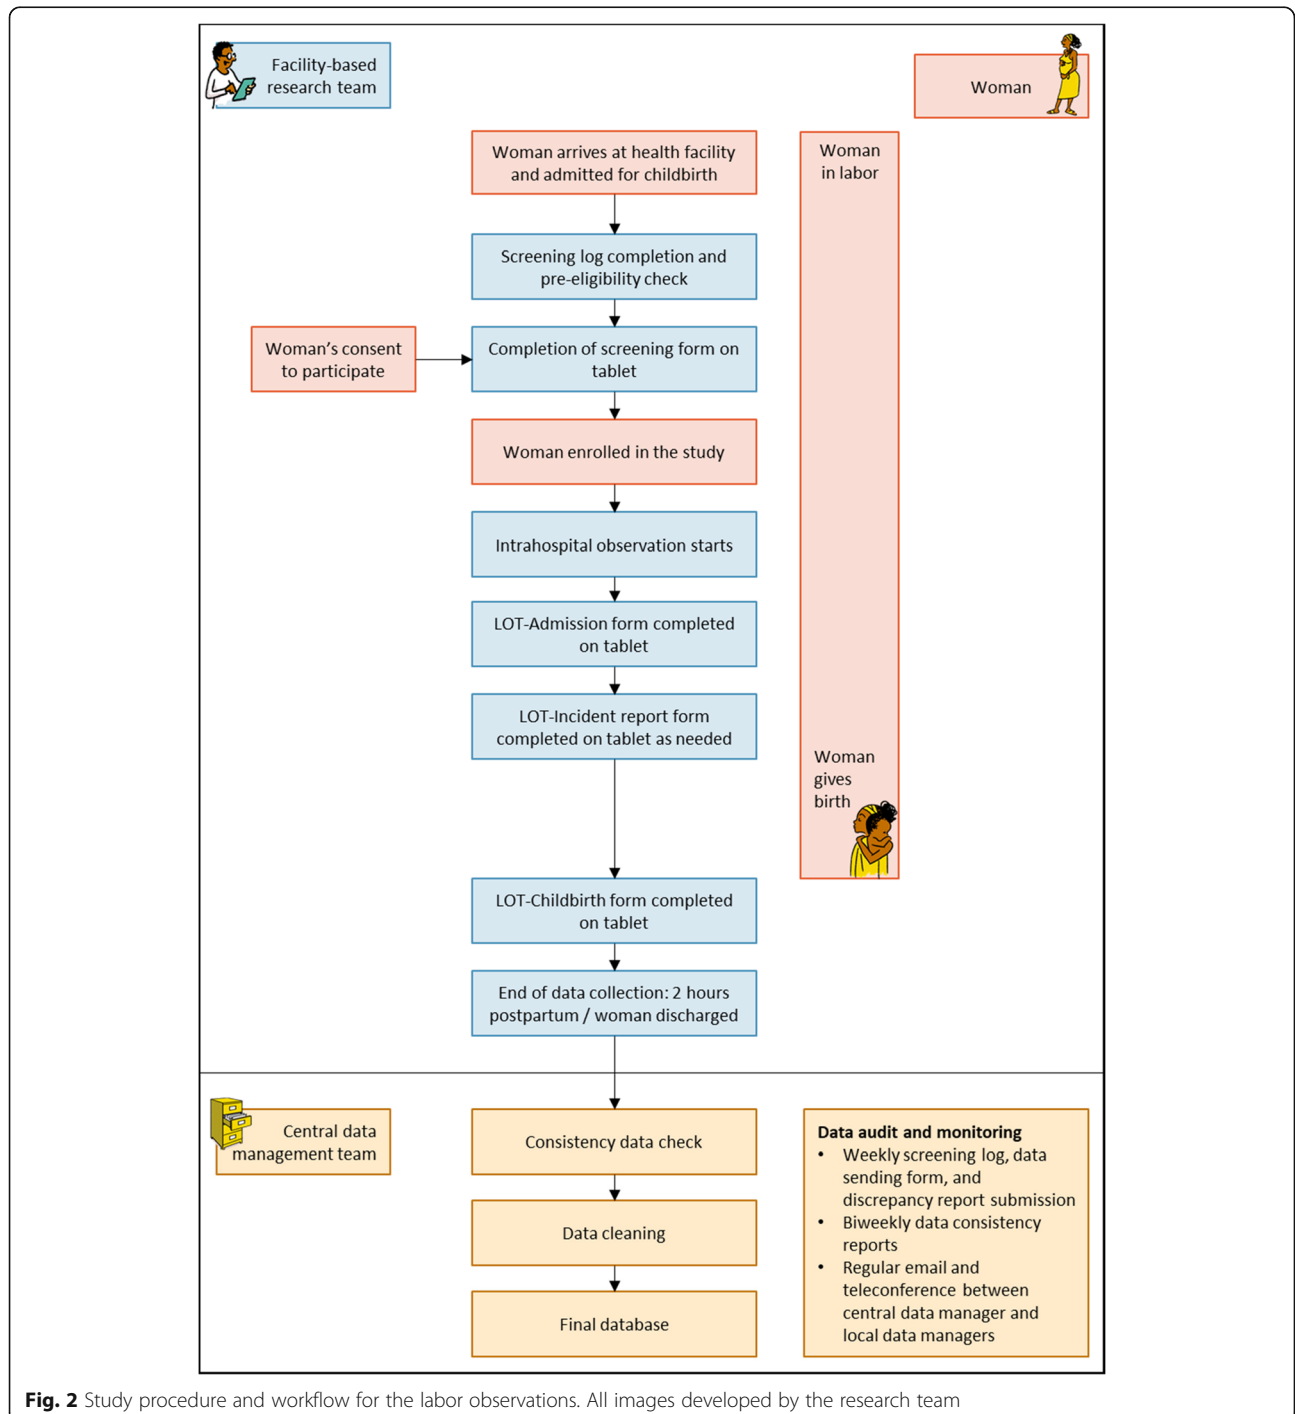 Facility-based
research team
Woman
Woman arrives at health facility
and admitted for childbirth
Woman
in labor
Screening log completion and
pre-eligibility check
Woman's consent
to participate
Completion of screening form on
tablet
Woman enrolled in the study
Intrahospital observation starts
LOT-Admission form completed
on tablet
LOT-Incident report form
completed on tablet as needed
Woman
gives
birth
LOT-Childbirth form completed
on tablet
End of data collection: 2 hours
postpartum / woman discharged
Central data
management team
Consistency data check
Data cleaning
Final database
Data audit and monitoring
• Weekly screening log, data
sending form, and
discrepancy report submission
• Biweekly data consistency
reports
• Regular email and
teleconference between
central data manager and
local data managers
Fig. 2 Study procedure and workflow for the labor observations. All images developed by the research team